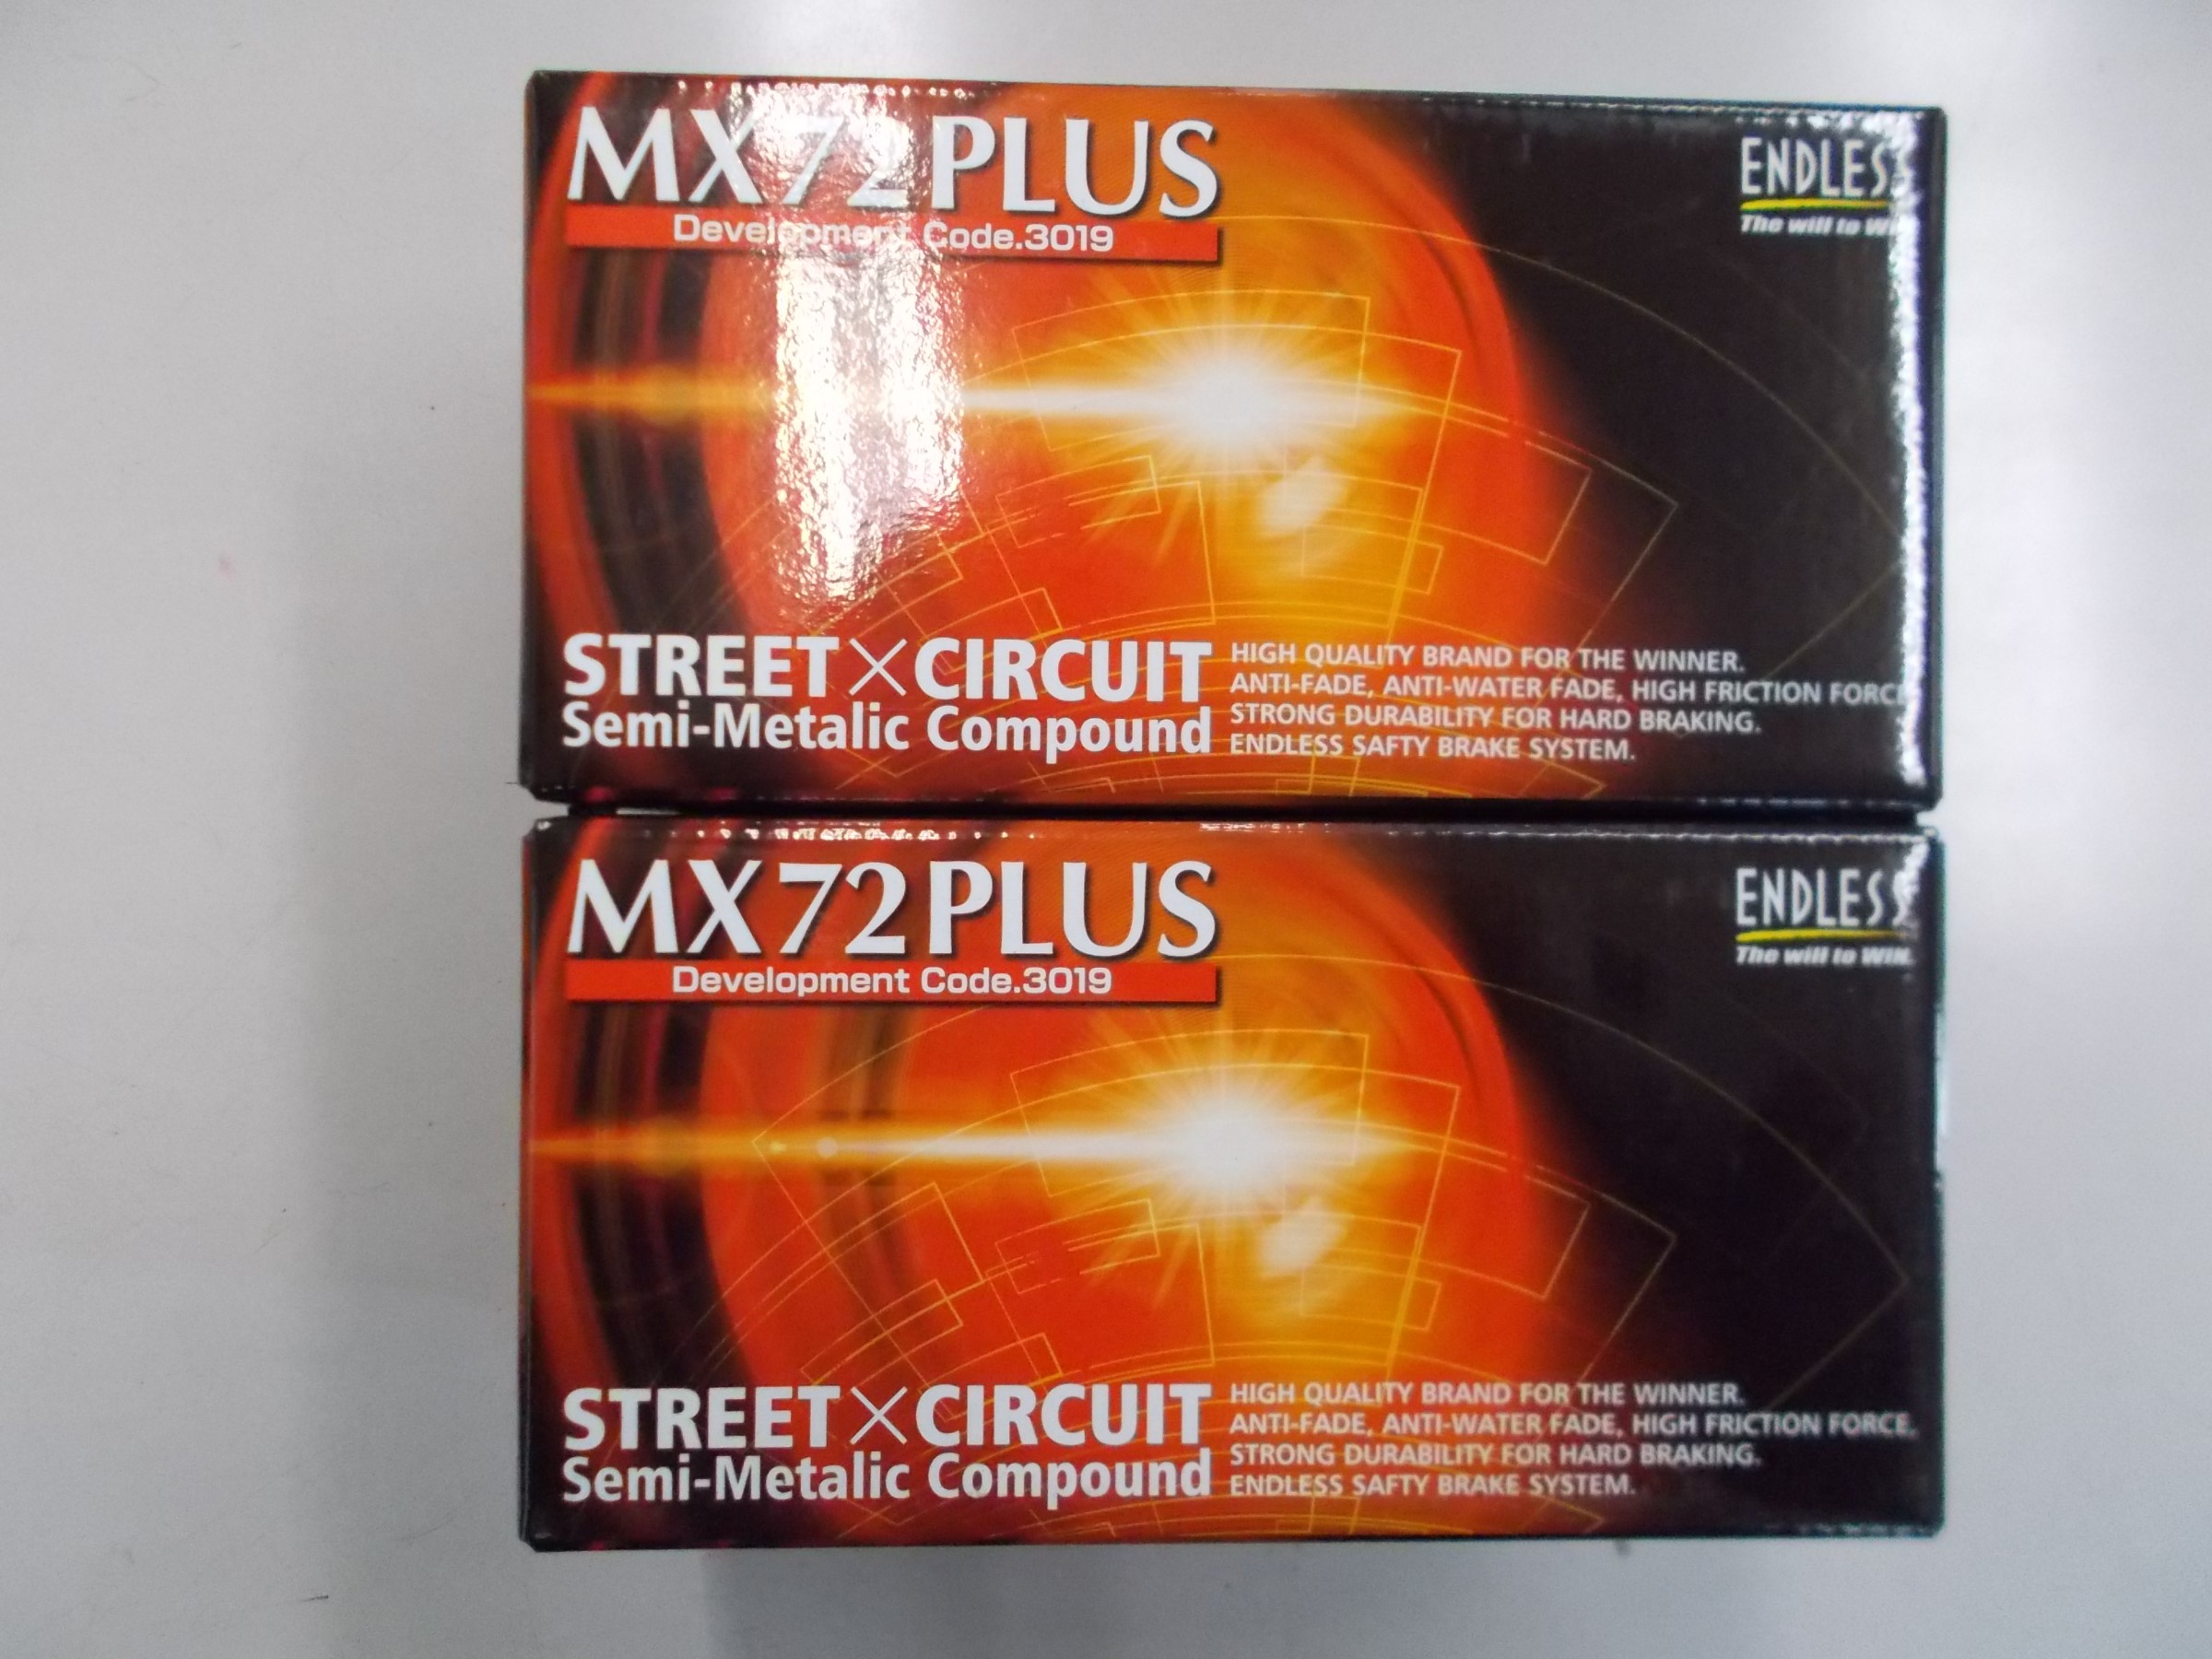 MX72PLUS
Development Code.3019
ENDLES
The will to
STREET×CIRCUIT
Semi-Metalic Compound
HIGH QUALITY BRAND FOR THE WINNER.
ANTI-FADE, ANTI-WATER FADE, HIGH FRICTION FORCE
STRONG DURABILITY FOR HARD BRAKING.
ENDLESS SAFTY BRAKE SYSTEM.
MX72PLUS
Development Code.3019
ENDLESS
The will to WIN.
STREET×CIRCUIT
Semi-Metalic Compound
HIGH QUALITY BRAND FOR THE WINNER.
ANTI-FADE, ANTI-WATER FADE, HIGH FRICTION FORCE.
STRONG DURABILITY FOR HARD BRAKING.
ENDLESS SAFTY BRAKE SYSTEM.